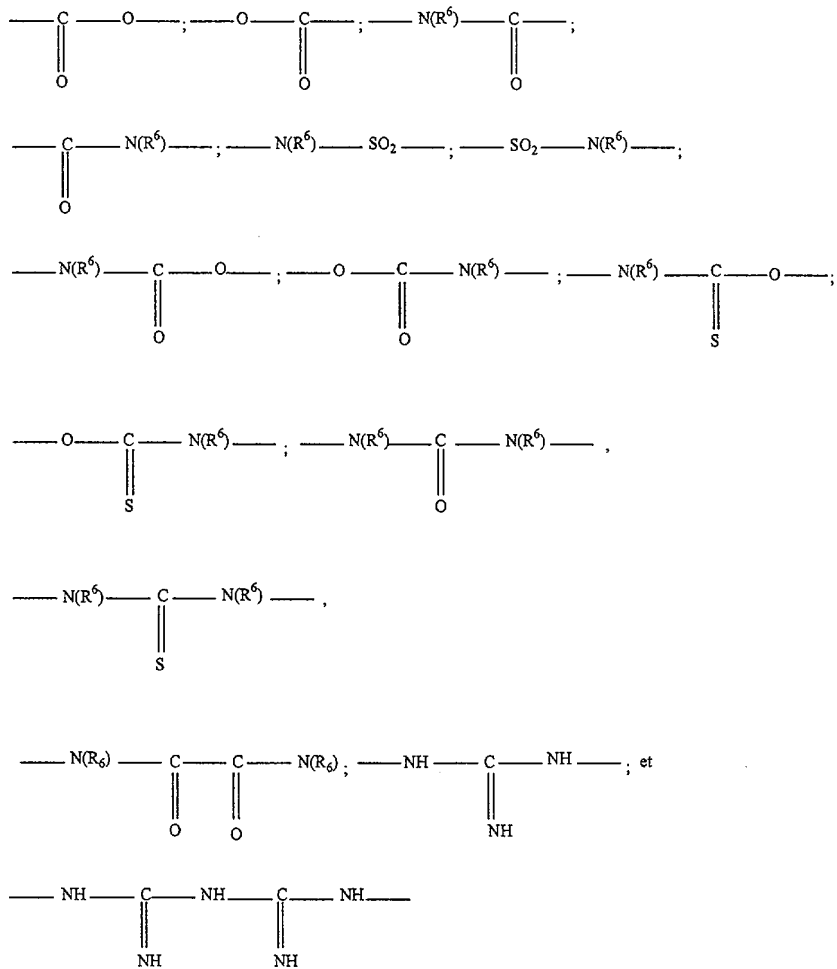 C O ; O C ; N(R⁶) C ;
O O O
C N(R⁶) ; N(R⁶) SO₂ ; SO₂ N(R⁶) ;
O
N(R⁶) C O ; O C N(R⁶) ; N(R⁶) C O ;
O O S
O C N(R⁶) ; N(R⁶) C N(R⁶) ,
S O
N(R⁶) C N(R⁶) ,
S
N(R₆) C C N(R₆) ; NH C NH ; et
O O NH
NH C NH C NH
NH NH